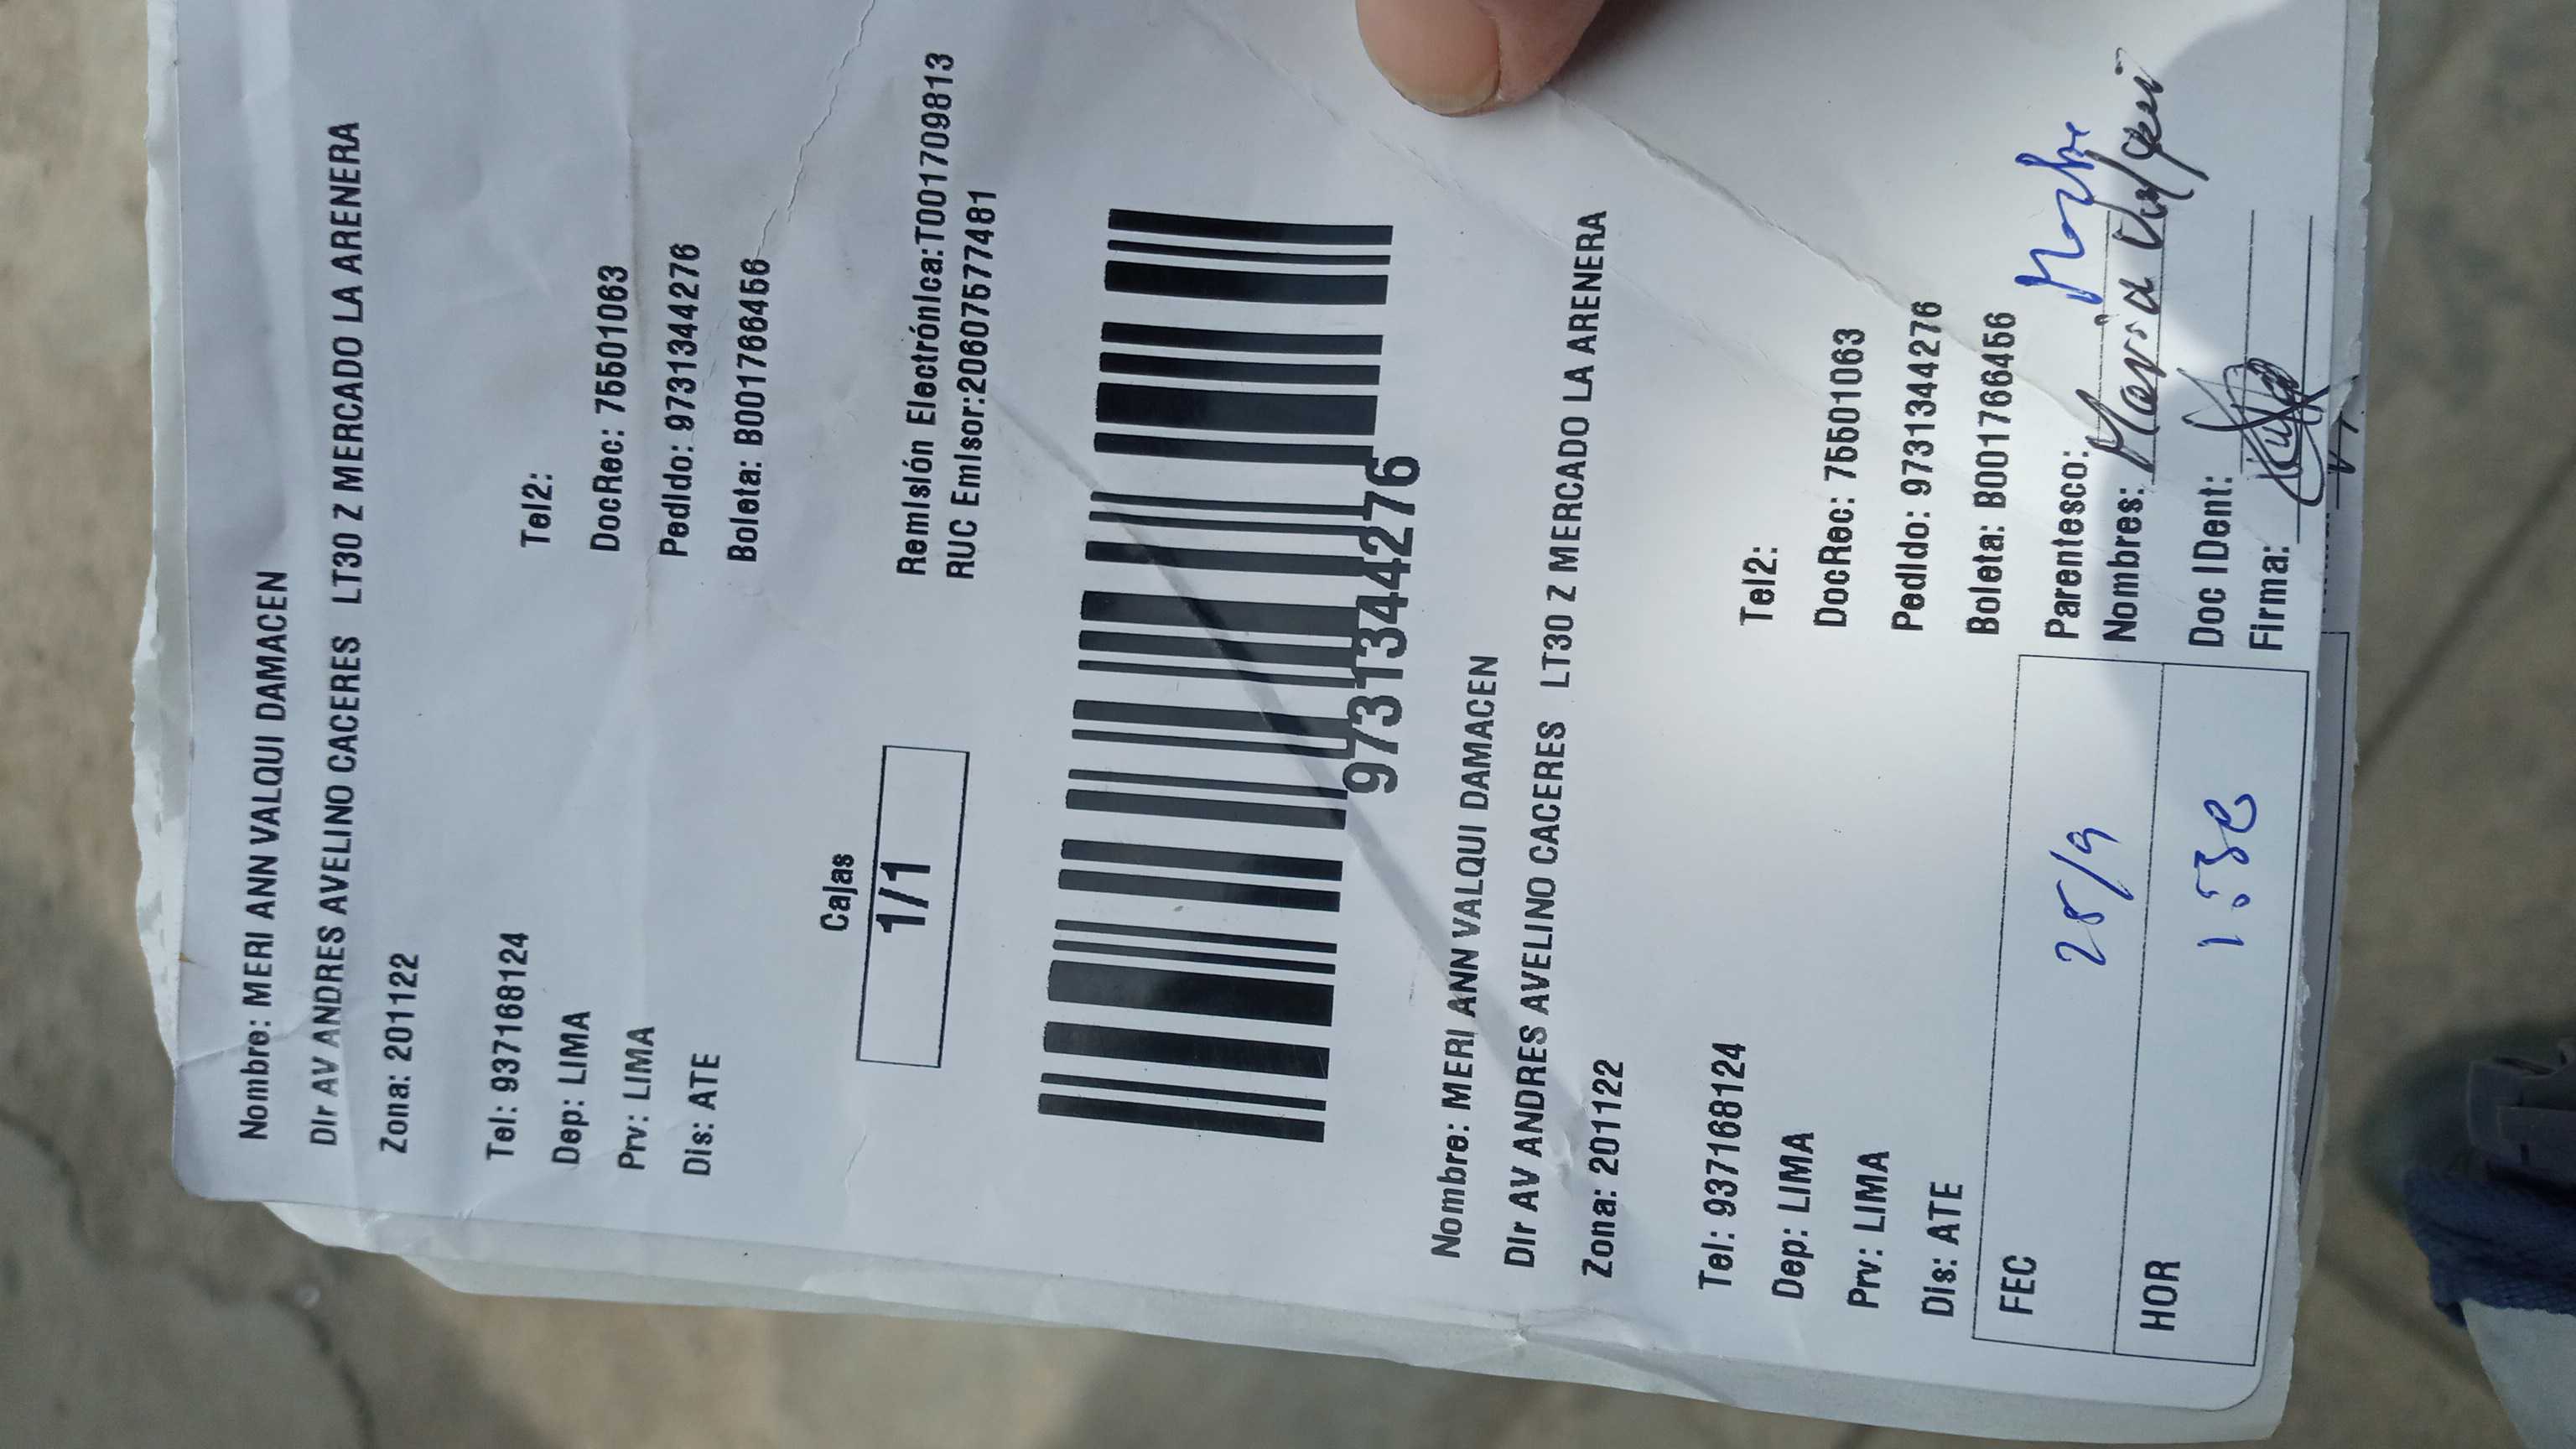 Nombre: MERI ANN VALQUI DAMACEN
Dir AV ANDRES AVELINO CACERES LT30 Z MERCADO LA ARENERA
Zona: 201122
Tel: 937168124 Tel2:
Dep: LIMA DocRec: 75501063
Prv: LIMA Pedido: 973134427​6
Dis: ATE Boleta: B001766456
Cajas
1/1
Remisión Electrónica:T001709813
RUC Emisor:20607577481
9731344276
Nombre: MERI ANN VALQUI DAMACEN
Dir AV ANDRES AVELINO CACERES LT30 Z MERCADO LA ARENERA
Zona: 201122
Tel: 937168124 Tel2:
Dep: LIMA DocRec: 75501063
Prv: LIMA Pedido: 9731344276
Dis: ATE Boleta: B001766456
FEC 28/9
HOR
Parentesco:
Nombres: Maria Valqui
Doc IDent:
Firma: